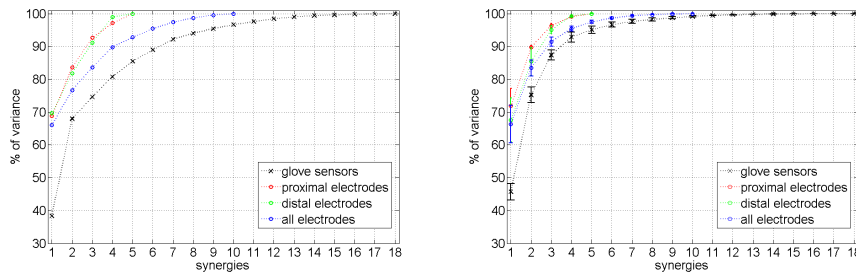 100
90
80
70
60
50
40
30
% of variance
glove sensors
proximal electrodes
distal electrodes
all electrodes
1 2 3 4 5 6 7 8 9 10 11 12 13 14 15 16 17 18
synergies
100
90
80
70
60
50
40
30
% of variance
glove sensors
proximal electrodes
distal electrodes
all electrodes
1 2 3 4 5 6 7 8 9 10 11 12 13 14 15 16 17 18
synergies